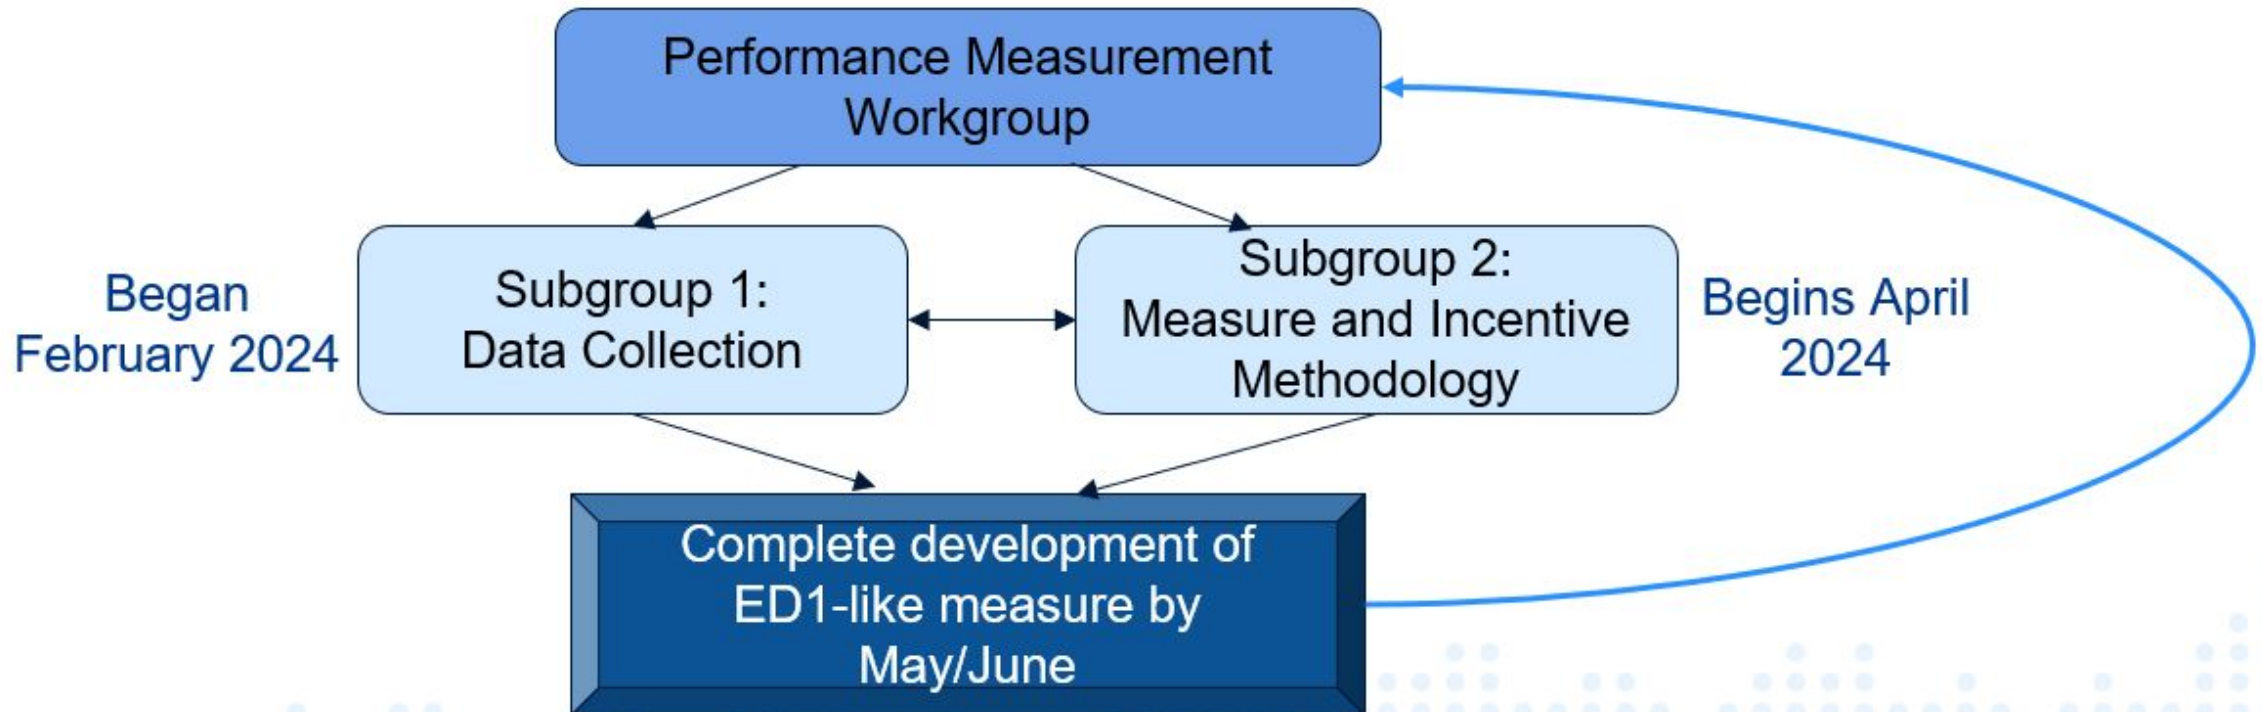 Performance Measurement
Workgroup
Began
February 2024
Subgroup 1:
Data Collection
Subgroup 2:
Measure and Incentive
Methodology
Begins April
2024
Complete development of
ED1-like measure by
May/June